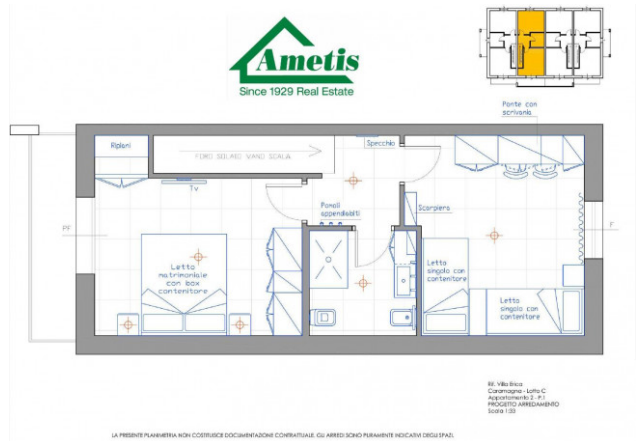 Ametis
Since 1929 Real Estate
Ponte con
scrivania
Ripiani
FORO SOLAIO VANO SCALA
Specchio
Tv
Panali
appendiabiti
Scarpiera
PF
F
Letto
matrimoniale
con box
contenitore
Letto
singolo con
contenitore
Letto
singolo con
contenitore
Rif. Villa Erica
Caramagna - Lotto C
Appartamento 2 - P.1
PROGETTO ARREDAMENTO
Scala 1:33
LA PRESENTE PLANIMETRIA NON COSTITUISCE DOCUMENTAZIONE CONTRATTUALE. GLI ARREDI SONO PURAMENTE INDICATIVI DEGLI SPAZI.